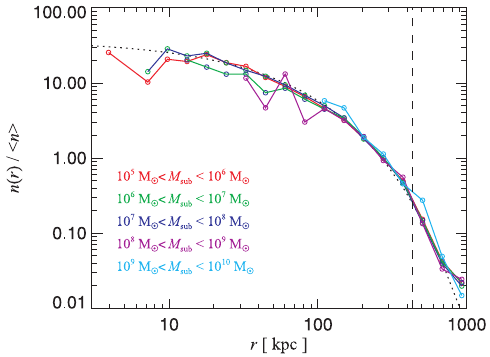 100.00
10.00
1.00
0.10
0.01
n(r) / <n>
10⁵ M☉< Msub < 10⁶ M☉
10⁶ M☉< Msub < 10⁷ M☉
10⁷ M☉< Msub < 10⁸ M☉
10⁸ M☉< Msub < 10⁹ M☉
10⁹ M☉< Msub < 10¹⁰ M☉
10 100 1000
r [ kpc]